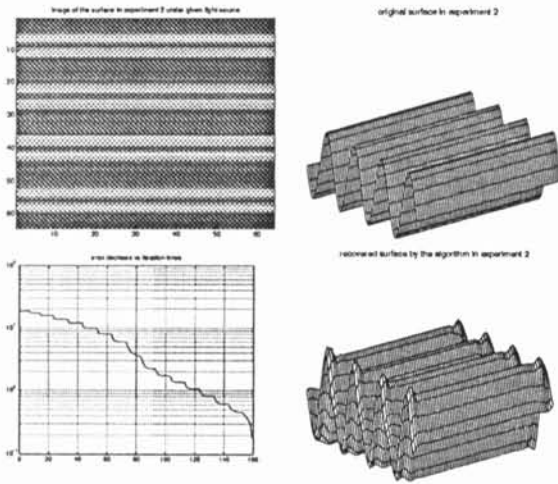 Image of the surface in experiment 2 under given light source
original surface in experiment 2
10
20
30
40
50
60
10 20 30 40 50 60
error decrease vs iteration times
recovered surface by the algorithm in experiment 2
0 20 40 60 80 100 120 140 160